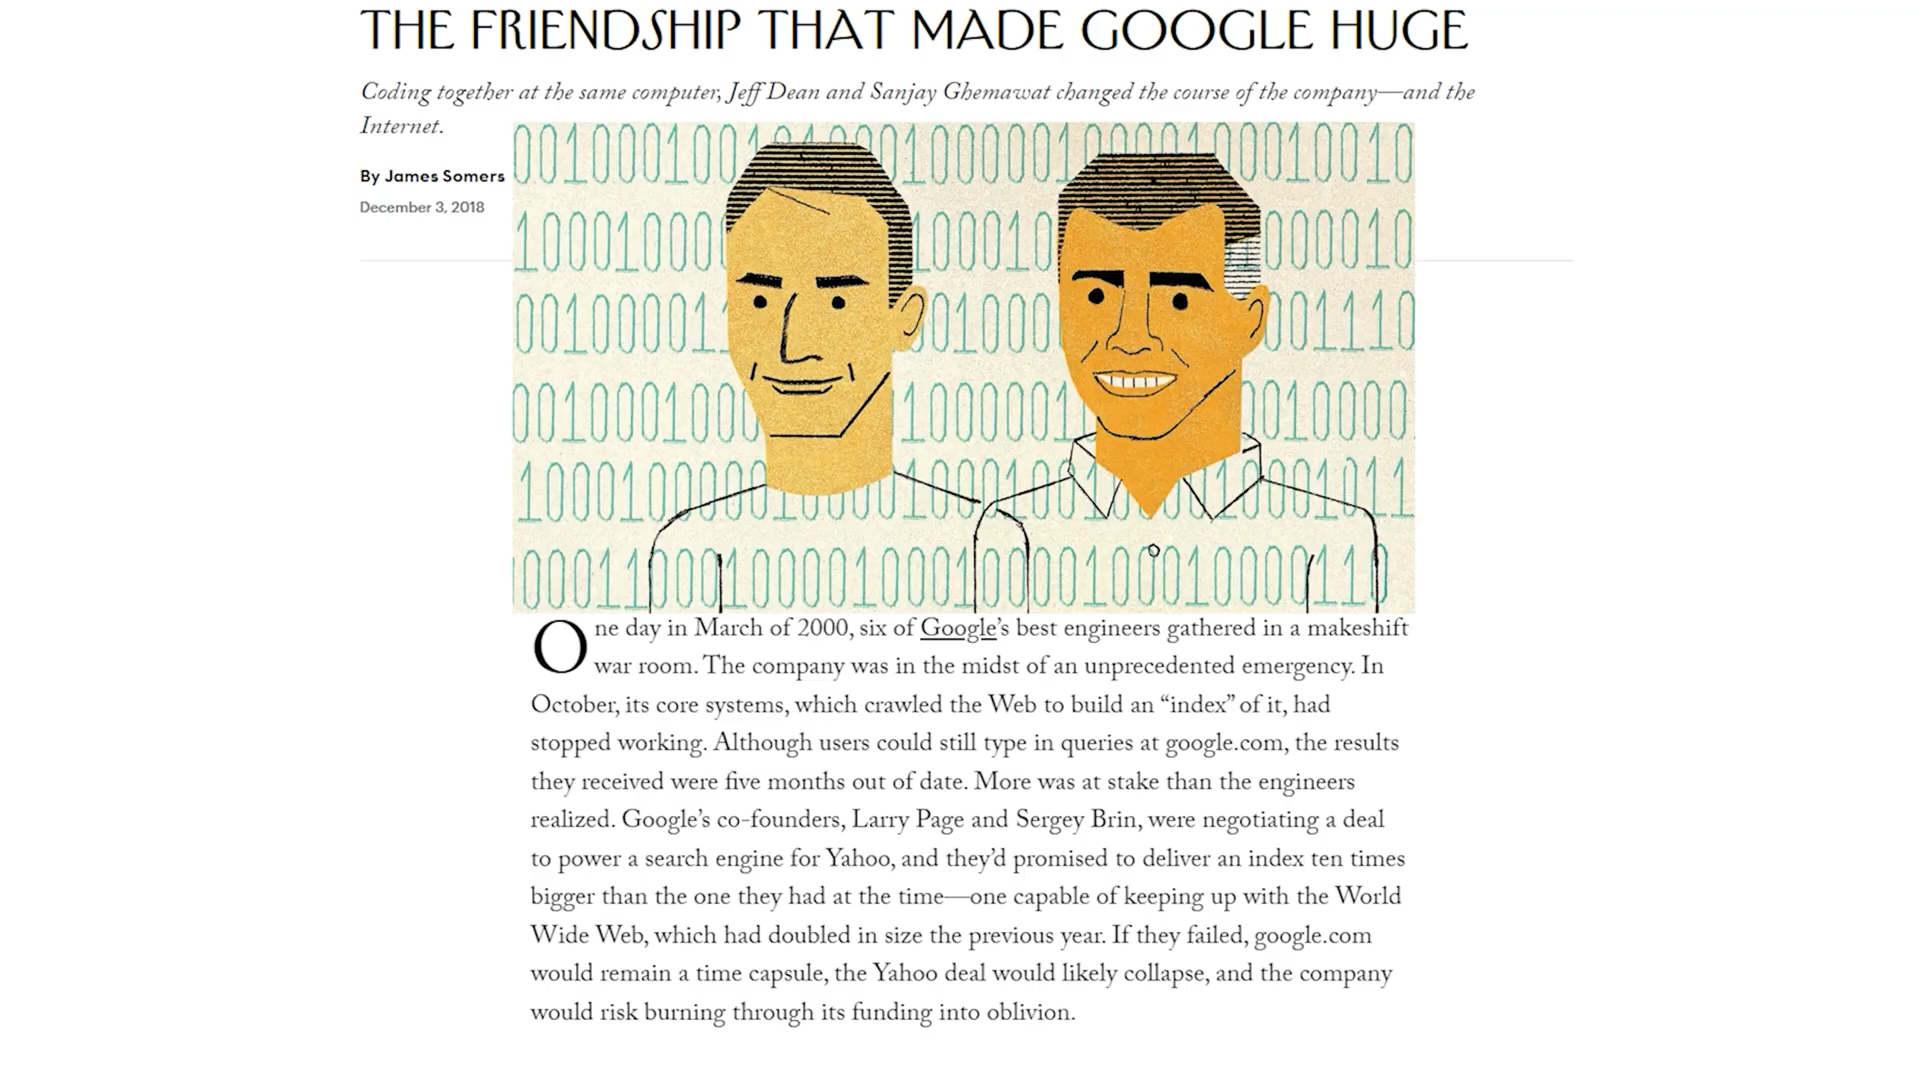 THE FRIENDSHIP THAT MADE GOOGLE HUGE
Coding together at the same computer, Jeff Dean and Sanjay Ghemawat changed the course of the company—and the
Internet.
By James Somers
December 3, 2018
One day in March of 2000, six of Google’s best engineers gathered in a makeshift
war room. The company was in the midst of an unprecedented emergency. In
October, its core systems, which crawled the Web to build an “index” of it, had
stopped working. Although users could still type in queries at google.com, the results
they received were five months out of date. More was at stake than the engineers
realized. Google’s co-founders, Larry Page and Sergey Brin, were negotiating a deal
to power a search engine for Yahoo, and they’d promised to deliver an index ten times
bigger than the one they had at the time—one capable of keeping up with the World
Wide Web, which had doubled in size the previous year. If they failed, google.com
would remain a time capsule, the Yahoo deal would likely collapse, and the company
would risk burning through its funding into oblivion.